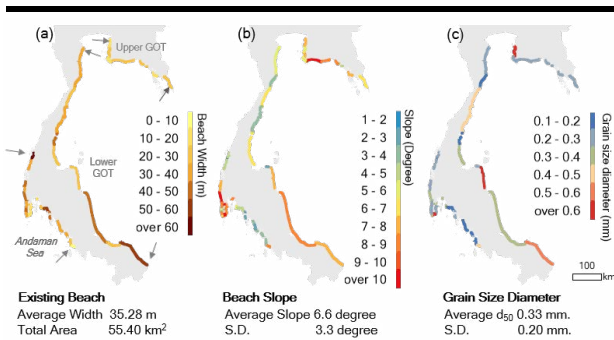 (a)
Upper GOT
Lower GOT
Andaman
Sea
0 - 10
10 - 20
20 - 30
30 - 40
40 - 50
50 - 60
over 60
Beach Width (m)
Existing Beach
Average Width 35.28 m
Total Area 55.40 km²
(b)
1 - 2
2 - 3
3 - 4
4 - 5
5 - 6
6 - 7
7 - 8
8 - 9
9 - 10
over 10
Slope (Degree)
Beach Slope
Average Slope 6.6 degree
S.D. 3.3 degree
(c)
0.1 - 0.2
0.2 - 0.3
0.3 - 0.4
0.4 - 0.5
0.5 - 0.6
over 0.6
Grain size diameter (mm)
100
km
Grain Size Diameter
Average d₅₀ 0.33 mm.
S.D. 0.20 mm.